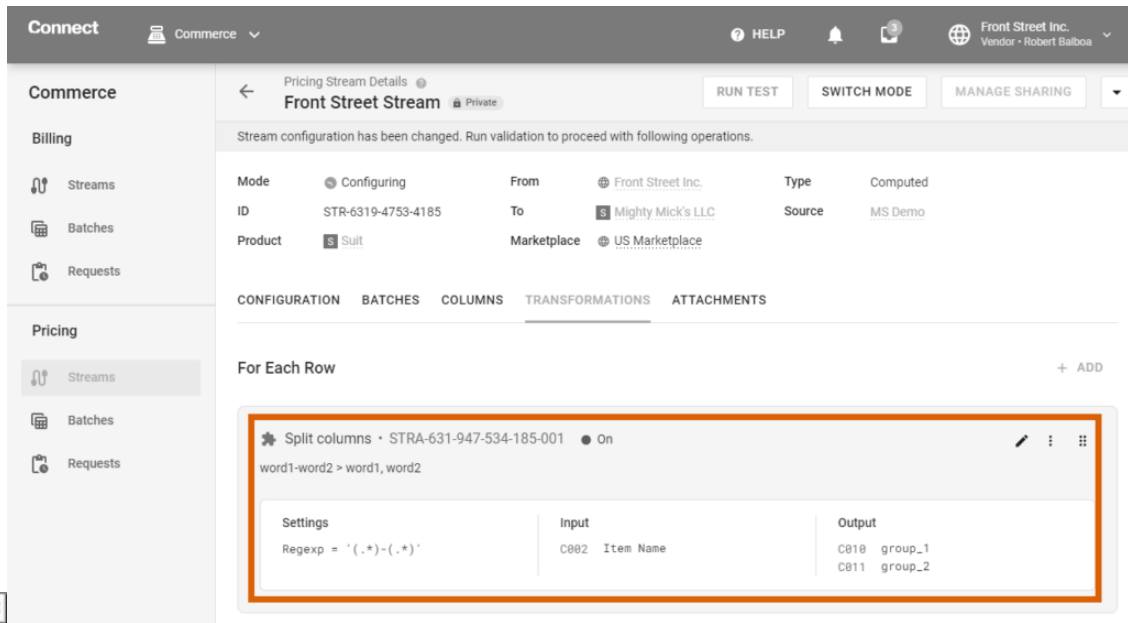 Connect
Commerce
HELP
3
Front Street Inc.
Vendor • Robert Balboa
Commerce
Billing
Streams
Batches
Requests
Pricing
Streams
Batches
Requests
Pricing Stream Details
Front Street Stream Private
RUN TEST
SWITCH MODE
MANAGE SHARING
Stream configuration has been changed. Run validation to proceed with following operations.
Mode Configuring From Front Street Inc. Type Computed
ID STR-6319-4753-4185 To S Mighty Mick's LLC Source MS Demo
Product S Suit Marketplace US Marketplace
CONFIGURATION BATCHES COLUMNS TRANSFORMATIONS ATTACHMENTS
For Each Row + ADD
Split columns • STRA-631-947-534-185-001 On
word1-word2 > word1, word2
Settings Input Output
Regexp = '(.*)-(.*)' C002 Item Name C010 group_1
C011 group_2